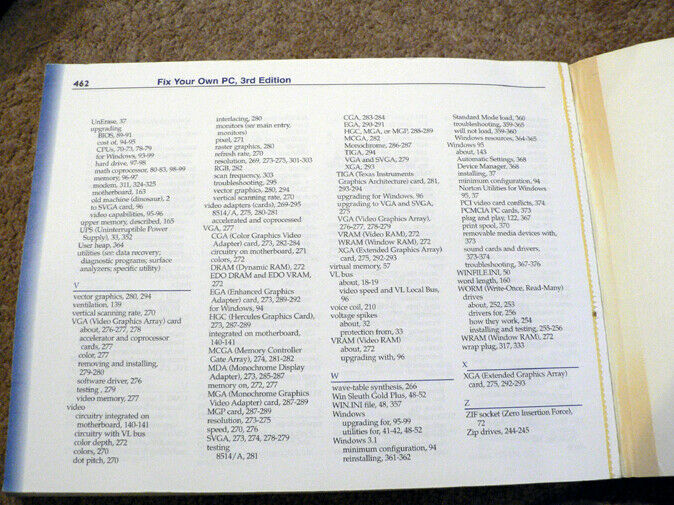 462 Fix Your Own PC, 3rd Edition
UnErase, 37
upgrading
BIOS, 89-91
cost of, 94-95
CPUs, 70-73, 78-79
for Windows, 93-99
hard drive, 97-98
math coprocessor, 80-83, 98-99
memory, 96-97
modem, 311, 324-325
motherboard, 163
old machine (dinosaur), 2
to SVGA card, 96
video capabilities, 95-96
upper memory, described, 165
UPS (Uninterruptible Power
Supply), 33, 352
User heap, 364
utilities (see data recovery;
diagnostic programs; surface
analyzers; specific utility)
V
vector graphics, 280, 294
ventilation, 139
vertical scanning rate, 270
VGA (Video Graphics Array) card
about, 276-277, 278
accelerator and coprocessor
cards, 277
color, 277
removing and installing,
279-280
software driver, 276
testing , 279
video memory, 277
video
circuitry integrated on
motherboard, 140-141
circuitry with VL bus
color depth, 272
colors, 270
dot pitch, 270
interlacing, 280
monitors (see main entry,
monitors)
pixel, 271
raster graphics, 280
refresh rate, 270
resolution, 269, 273-275, 301-303
RGB, 282
scan frequency, 303
troubleshooting, 295
vector graphics, 280, 294
vertical scanning rate, 270
video adapters (cards), 269-295
8514/A, 275, 280-281
accelerated and coprocessed
VGA, 277
CGA (Color Graphics Video
Adapter) card, 273, 282-284
circuitry on motherboard, 271
colors, 272
DRAM (Dynamic RAM), 272
EDO DRAM and EDO VRAM,
272
EGA (Enhanced Graphics
Adapter) card, 273, 289-292
for Windows, 94
HGC (Hercules Graphics Card),
273, 287-289
integrated on motherboard,
140-141
MCGA (Memory Controller
Gate Array), 274, 281-282
MDA (Monochrome Display
Adapter), 273, 285-287
memory on, 272, 277
MGA (Monochrome Graphics
Video Adapter) card, 287-289
MGP card, 287-289
resolution, 273-275
speed, 270, 276
SVGA, 273, 274, 278-279
testing
8514/A, 281
CGA, 283-284
EGA, 290-291
HGC, MGA, or MGP, 288-289
MCGA, 282
Monochrome, 286-287
TIGA, 294
VGA and SVGA, 279
XGA, 293
TIGA (Texas Instruments
Graphics Architecture) card, 281,
293-294
upgrading for Windows, 96
upgrading to VGA and SVGA,
275
VGA (Video Graphics Array),
276-277, 278-279
VRAM (Video RAM), 272
WRAM (Window RAM), 272
XGA (Extended Graphics Array)
card, 275, 292-293
virtual memory, 57
VL bus
about, 18-19
video speed and VL Local Bus,
96
voice coil, 210
voltage spikes
about, 32
protection from, 33
VRAM (Video RAM)
about, 272
upgrading with, 96
W
wave-table synthesis, 266
Win Sleuth Gold Plus, 48-52
WIN.INI file, 48, 357
Windows
upgrading for, 95-99
utilities for, 41-42, 48-52
Windows 3.1
minimum configuration, 94
reinstalling, 361-362
Standard Mode load, 360
troubleshooting, 359-365
will not load, 359-360
Windows resources, 364-365
Windows 95
about, 143
Automatic Settings, 368
Device Manager, 368
installing, 37
minimum configuration, 94
Norton Utilities for Windows
95, 37
PCI video card conflicts, 374
PCMCIA PC cards, 373
plug and play, 122, 367
print spool, 370
removable media devices with,
373
sound cards and drivers,
373-374
troubleshooting, 367-376
WINFILE.INI, 50
word length, 160
WORM (Write-Once, Read-Many)
drives
about, 252, 253
drivers for, 256
how they work, 254
installing and testing, 255-256
WRAM (Window RAM), 272
wrap plug, 317, 333
X
XGA (Extended Graphics Array)
card, 275, 292-293
Z
ZIF socket (Zero Insertion Force),
72
Zip drives, 244-245